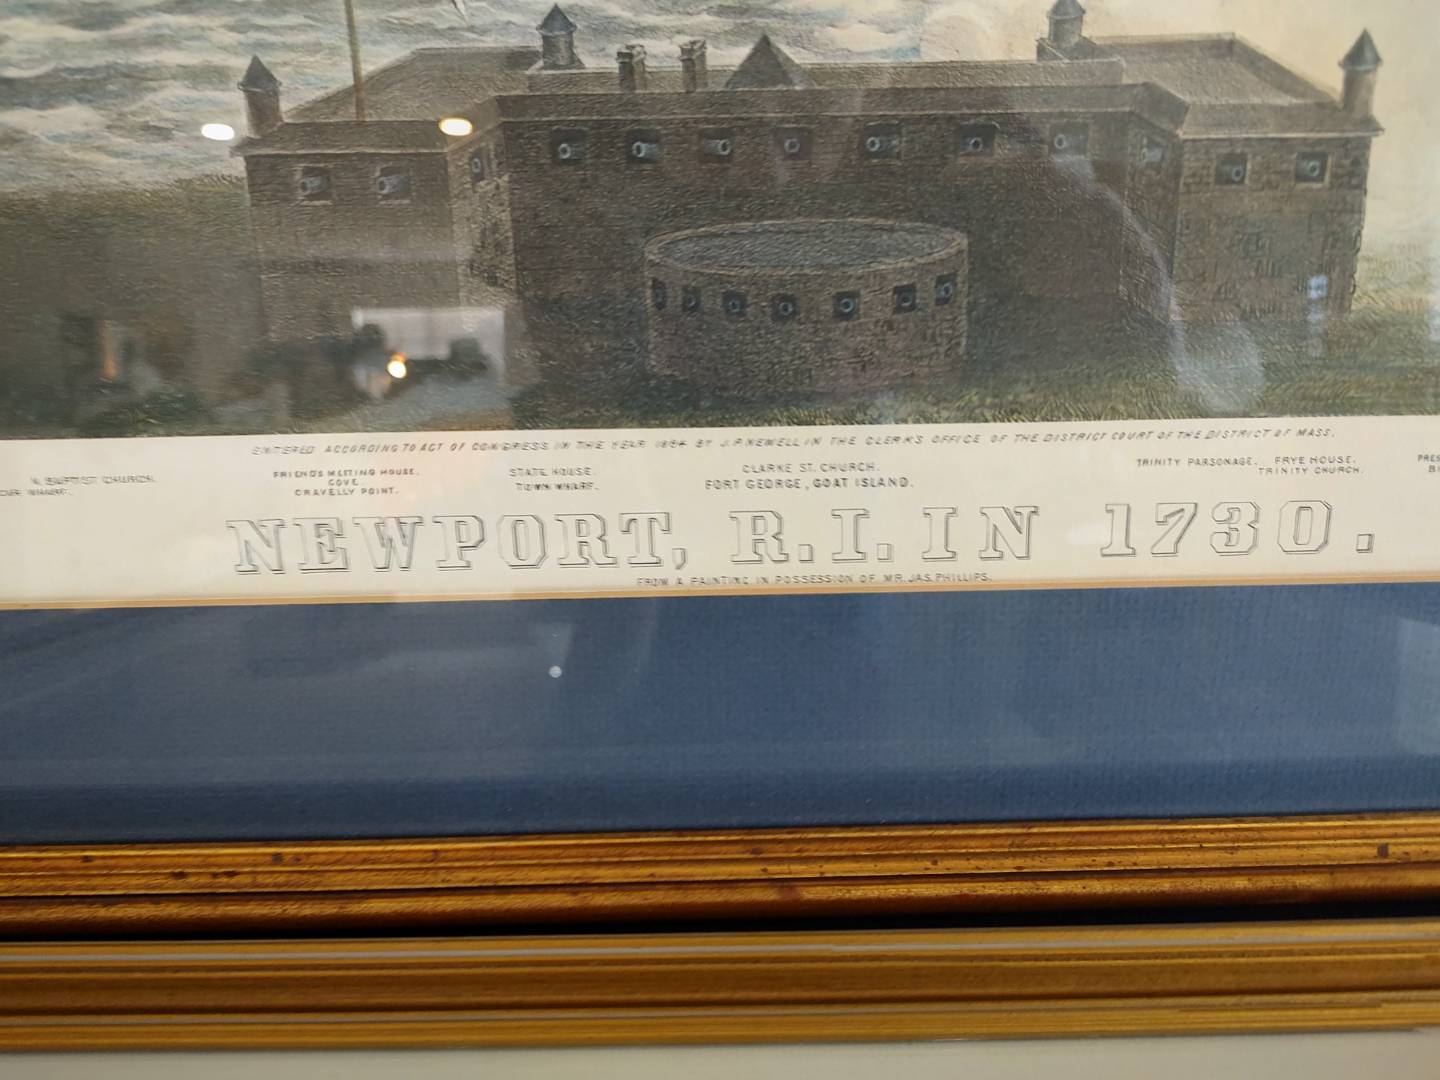 ENTERED ACCORDING TO ACT OF CONGRESS IN THE YEAR 1864 BY J.P. NEWELL IN THE CLERK'S OFFICE OF THE DISTRICT COURT OF THE DISTRICT OF MASS.
N. BAPTIST CHURCH.
WHARF.
FRIENDS MEETING HOUSE.
COVE
GRAVELLY POINT.
STATE HOUSE.
TOWN WHARF.
CLARKE ST. CHURCH.
FORT GEORGE, GOAT ISLAND.
TRINITY PARSONAGE. FRYE HOUSE.
TRINITY CHURCH.
NEWPORT, R.I. IN 1730.
FROM A PAINTING IN POSSESSION OF MR. JAS. PHILLIPS.